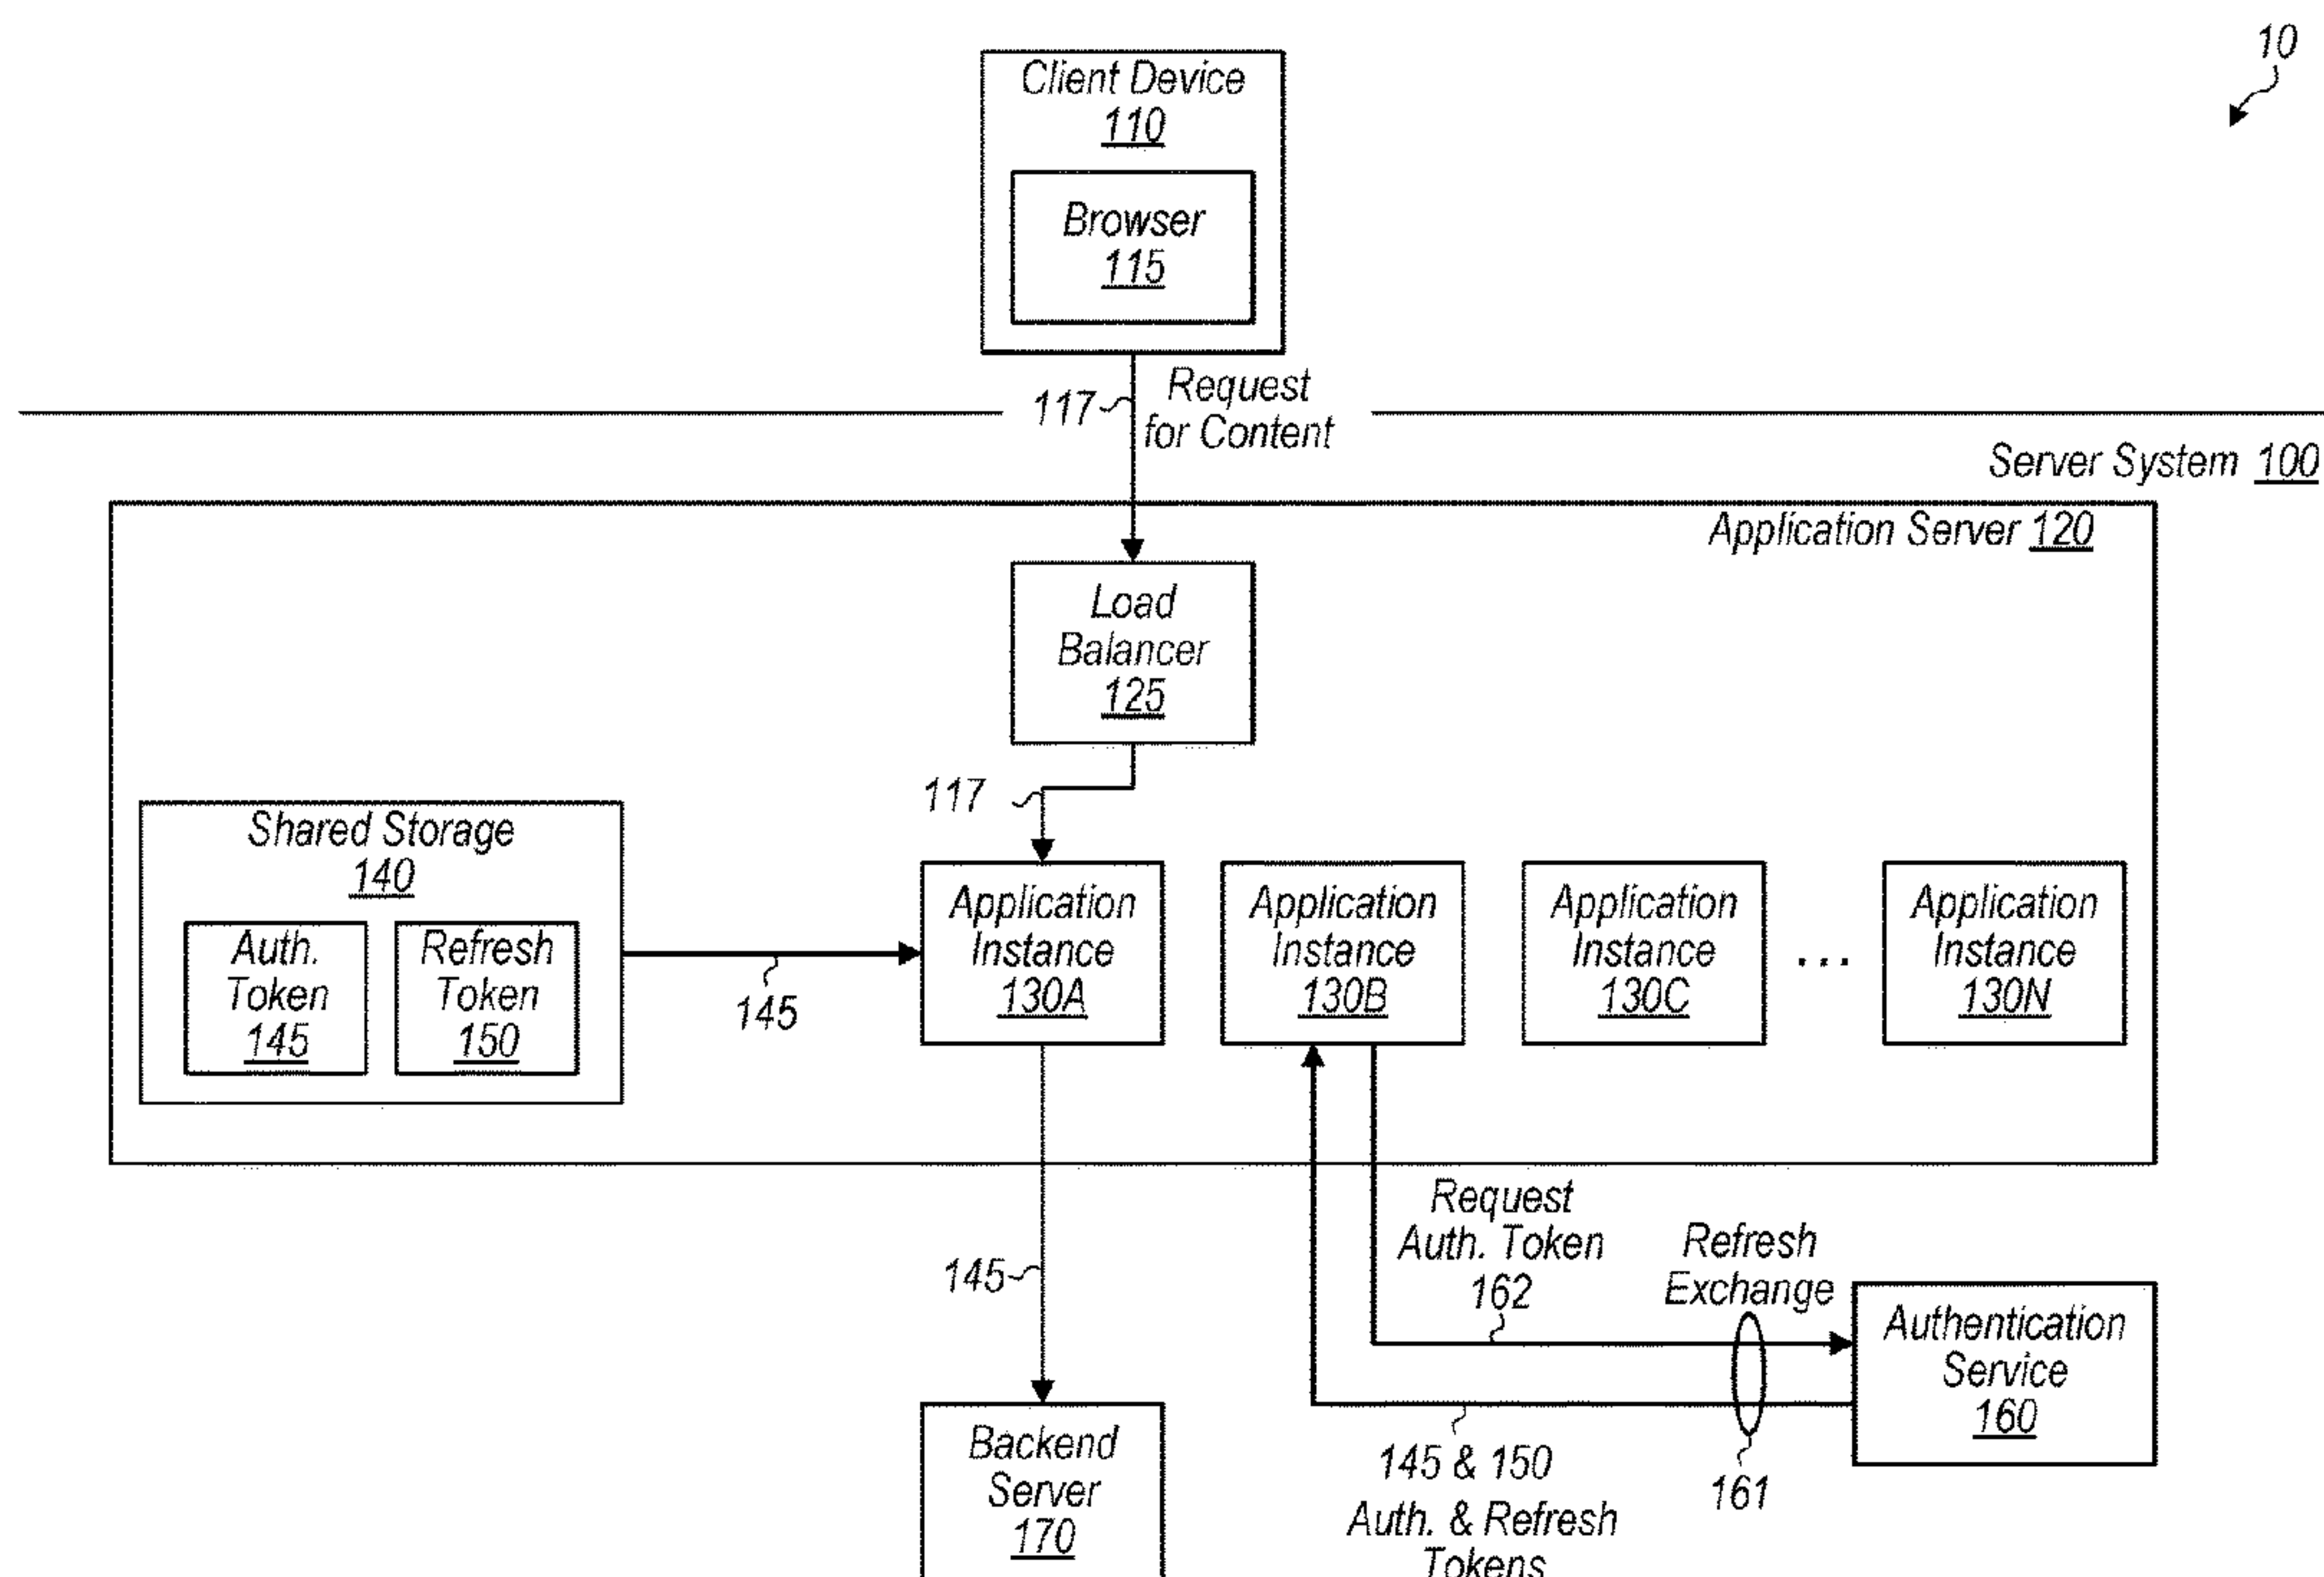 10
Client Device
110
Browser
115
117
Request
for Content
Server System 100
Application Server 120
Load
Balancer
125
117
Shared Storage
140
Auth.
Token
145
Refresh
Token
150
145
Application
Instance
130A
Application
Instance
130B
Application
Instance
130C
...
Application
Instance
130N
145
Request
Auth. Token
162
Refresh
Exchange
Authentication
Service
160
161
145 & 150
Auth. & Refresh
Tokens
Backend
Server
170